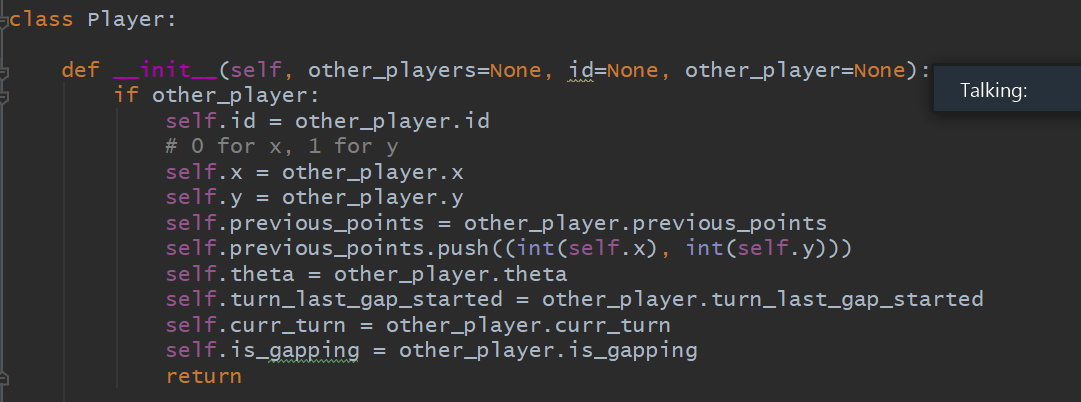 class Player:
    def __init__(self, other_players=None, id=None, other_player=None):
Talking:
        if other_player:
            self.id = other_player.id
            # 0 for x, 1 for y
            self.x = other_player.x
            self.y = other_player.y
            self.previous_points = other_player.previous_points
            self.previous_points.push((int(self.x), int(self.y)))
            self.theta = other_player.theta
            self.turn_last_gap_started = other_player.turn_last_gap_started
            self.curr_turn = other_player.curr_turn
            self.is_gapping = other_player.is_gapping
            return